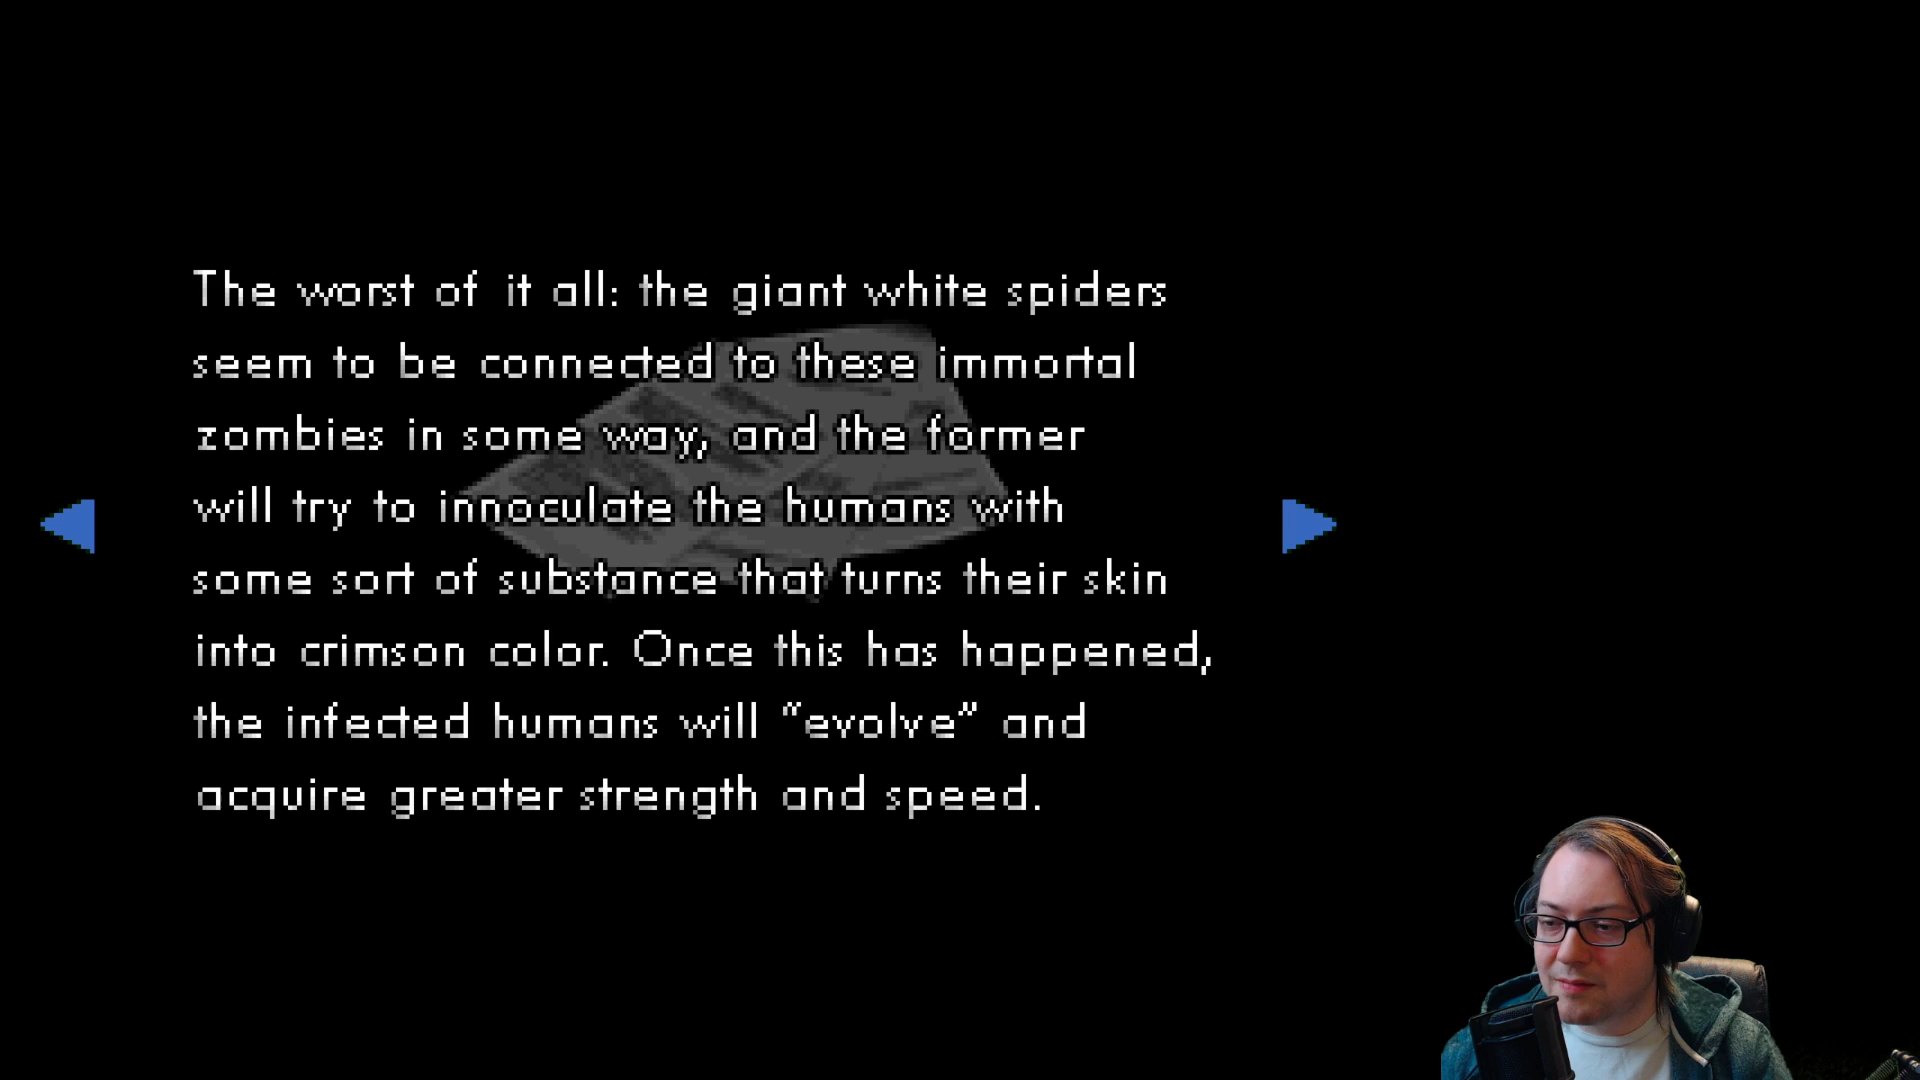 The worst of it all: the giant white spiders
seem to be connected to these immortal
zombies in some way, and the former
will try to innoculate the humans with
some sort of substance that turns their skin
into crimson color. Once this has happened,
the infected humans will “evolve” and
acquire greater strength and speed.